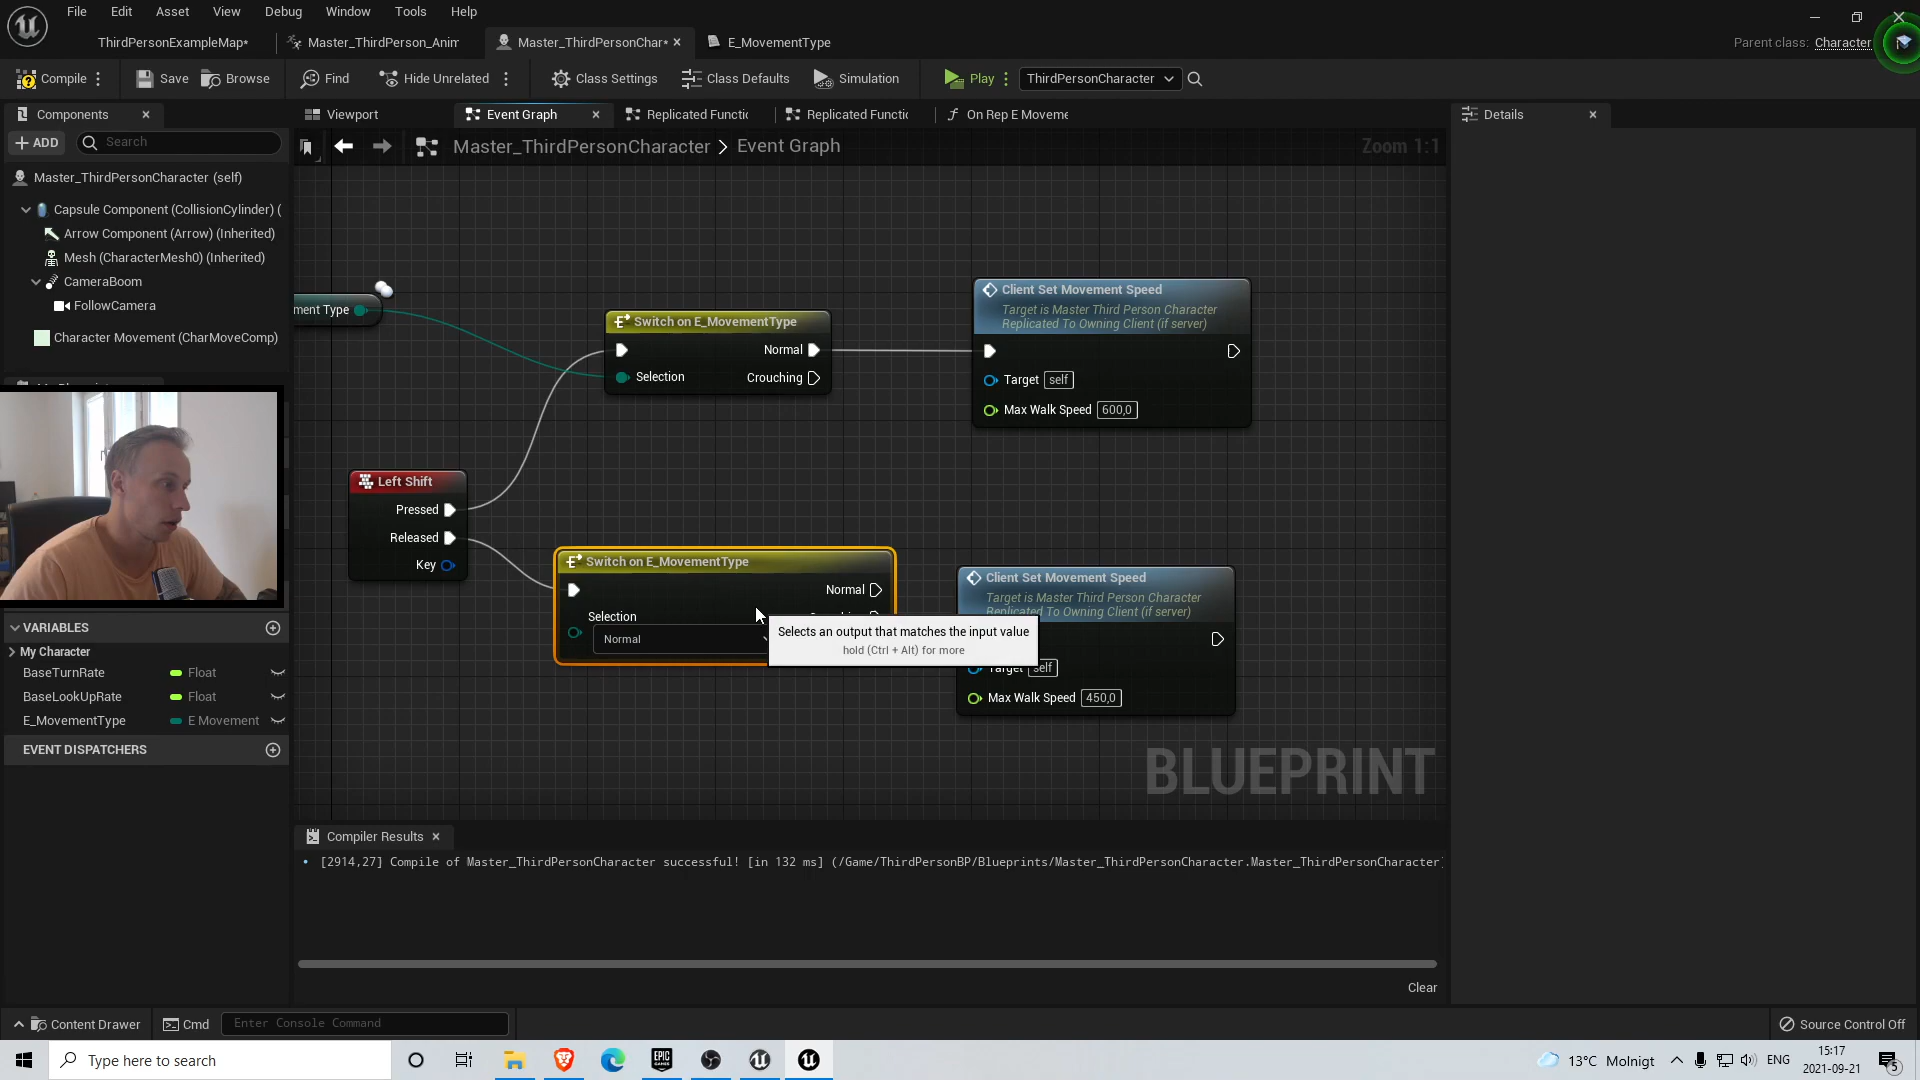 File Edit Asset View Debug Window Tools Help
ThirdPersonExampleMap*
Master_ThirdPerson_Anim
Master_ThirdPersonChar*
E_MovementType
Parent class: Character
Compile
Save
Browse
Find
Hide Unrelated
Class Settings
Class Defaults
Simulation
Play
ThirdPersonCharacter
Components
Viewport
Event Graph
Replicated Functic
Replicated Functic
On Rep E Moveme
Details
ADD
Search
Master_ThirdPersonCharacter > Event Graph
Zoom 1:1
Master_ThirdPersonCharacter (self)
Capsule Component (CollisionCylinder) (
Arrow Component (Arrow) (Inherited)
Mesh (CharacterMesh0) (Inherited)
CameraBoom
FollowCamera
Character Movement (CharMoveComp)
ment Type
Switch on E_MovementType
Normal
Selection
Crouching
Client Set Movement Speed
Target is Master Third Person Character
Replicated To Owning Client (if server)
Target self
Max Walk Speed 600,0
Left Shift
Pressed
Released
Key
Switch on E_MovementType
Normal
Selection
Normal
Selects an output that matches the input value
hold (Ctrl + Alt) for more
Client Set Movement Speed
Target is Master Third Person Character
Replicated To Owning Client (if server)
Target self
Max Walk Speed 450,0
BLUEPRINT
VARIABLES
My Character
BaseTurnRate Float
BaseLookUpRate Float
E_MovementType E Movement
EVENT DISPATCHERS
Compiler Results
[2914,27] Compile of Master_ThirdPersonCharacter successful! [in 132 ms] (/Game/ThirdPersonBP/Blueprints/Master_ThirdPersonCharacter.Master_ThirdPersonCharacter)
Clear
Content Drawer
Cmd
Enter Console Command
Source Control Off
Type here to search
EPIC GAMES
13°C Molnigt
ENG
15:17
2021-09-21
5